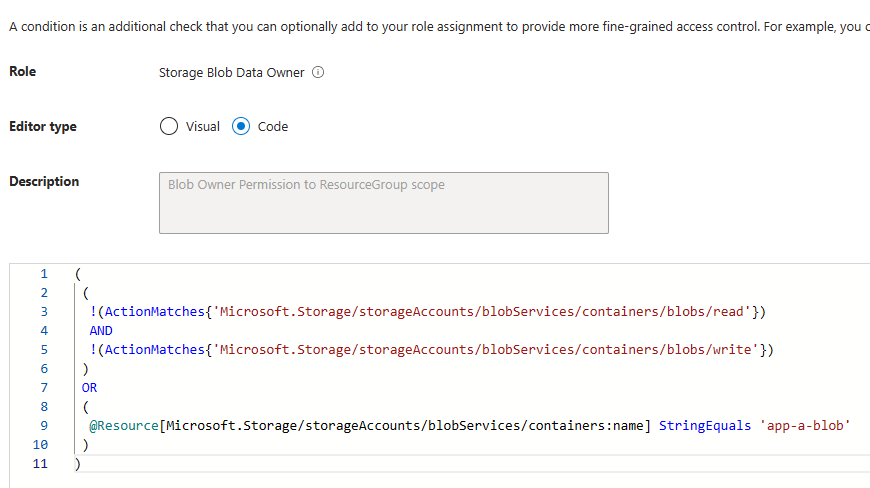 A condition is an additional check that you can optionally add to your role assignment to provide more fine-grained access control. For example, you
Role
Storage Blob Data Owner
Editor type
Visual
Code
Description
Blob Owner Permission to ResourceGroup scope
1 (
2 (
3 !(ActionMatches{'Microsoft.Storage/storageAccounts/blobServices/containers/blobs/read'})
4 AND
5 !(ActionMatches{'Microsoft.Storage/storageAccounts/blobServices/containers/blobs/write'})
6 )
7 OR
8 (
9 @Resource[Microsoft.Storage/storageAccounts/blobServices/containers:name] StringEquals 'app-a-blob'
10 )
11 )